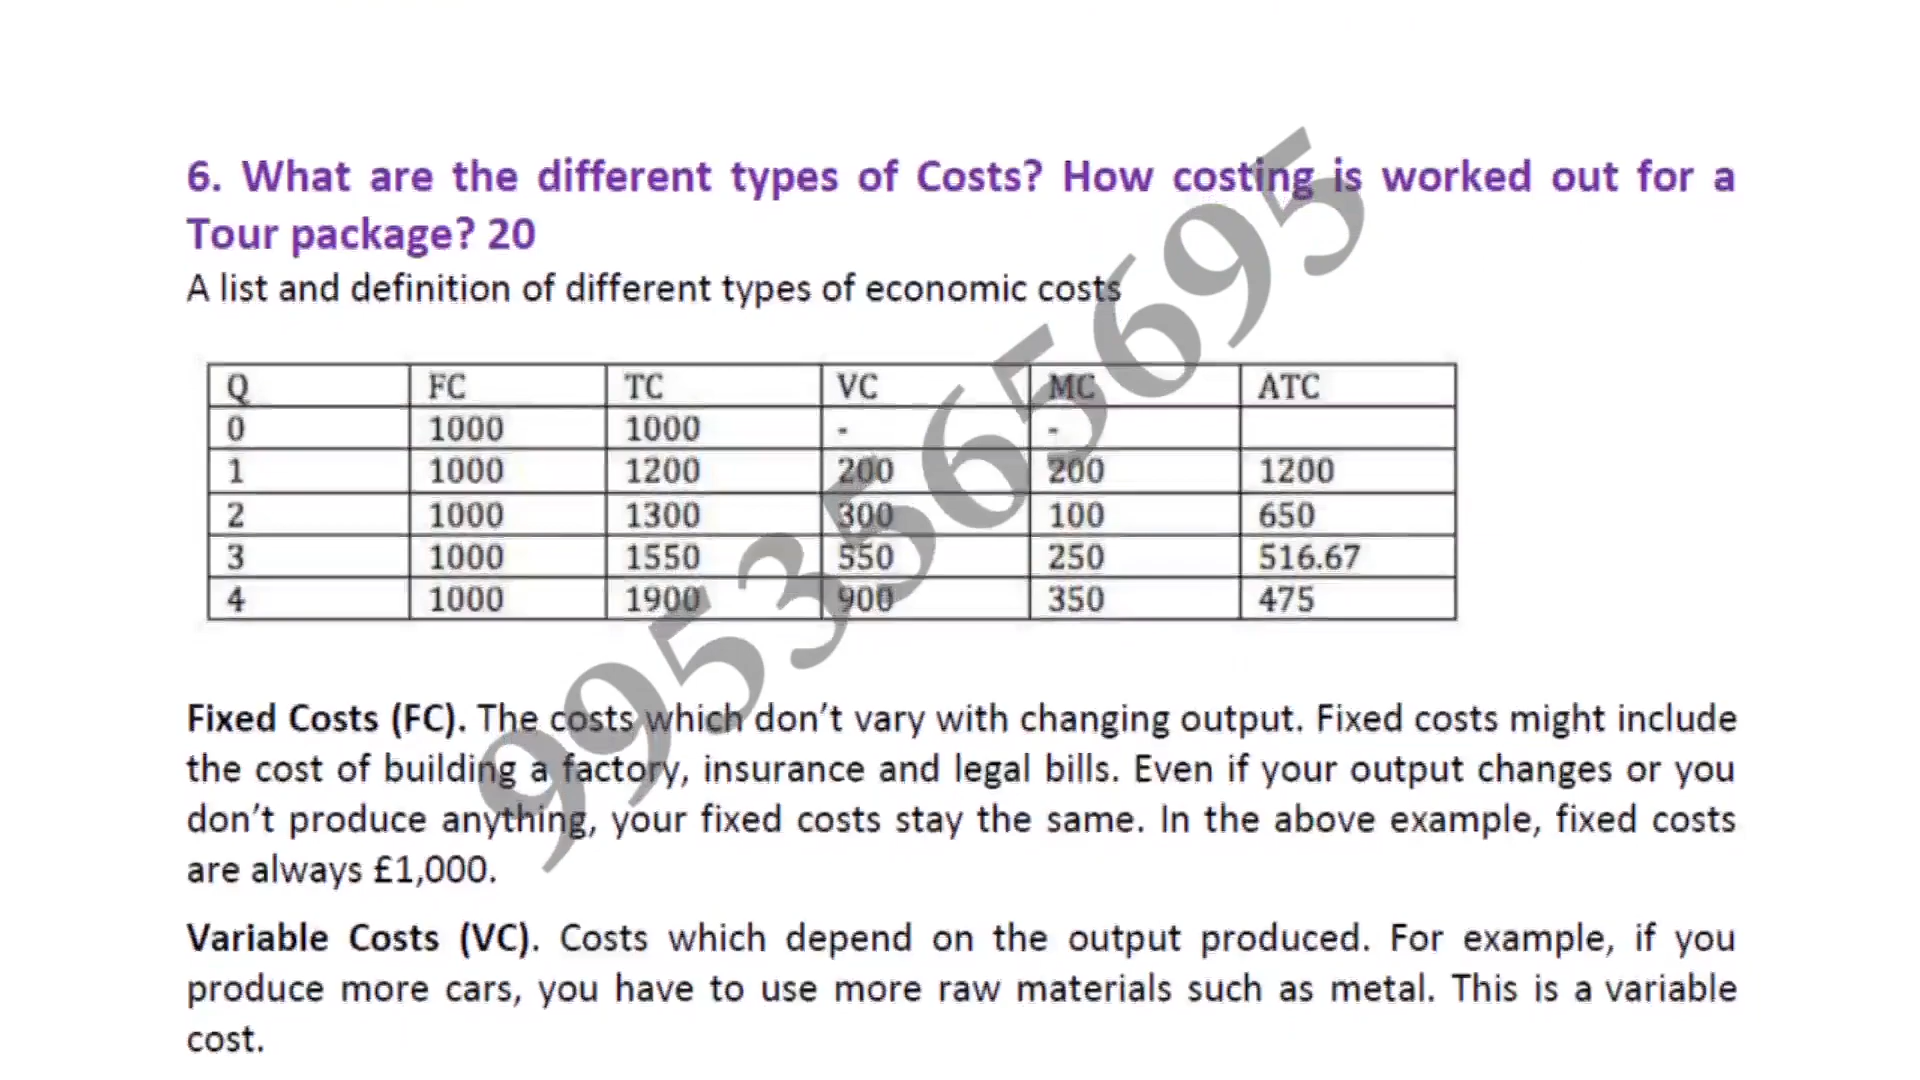 6. What are the different types of Costs? How costing is worked out for a
Tour package? 20
A list and definition of different types of economic costs
Q FC TC VC MC ATC
0 1000 1000 - -
1 1000 1200 200 200 1200
2 1000 1300 300 100 650
3 1000 1550 550 250 516.67
4 1000 1900 900 350 475
9953565695
Fixed Costs (FC). The costs which don’t vary with changing output. Fixed costs might include
the cost of building a factory, insurance and legal bills. Even if your output changes or you
don’t produce anything, your fixed costs stay the same. In the above example, fixed costs
are always £1,000.
Variable Costs (VC). Costs which depend on the output produced. For example, if you
produce more cars, you have to use more raw materials such as metal. This is a variable
cost.